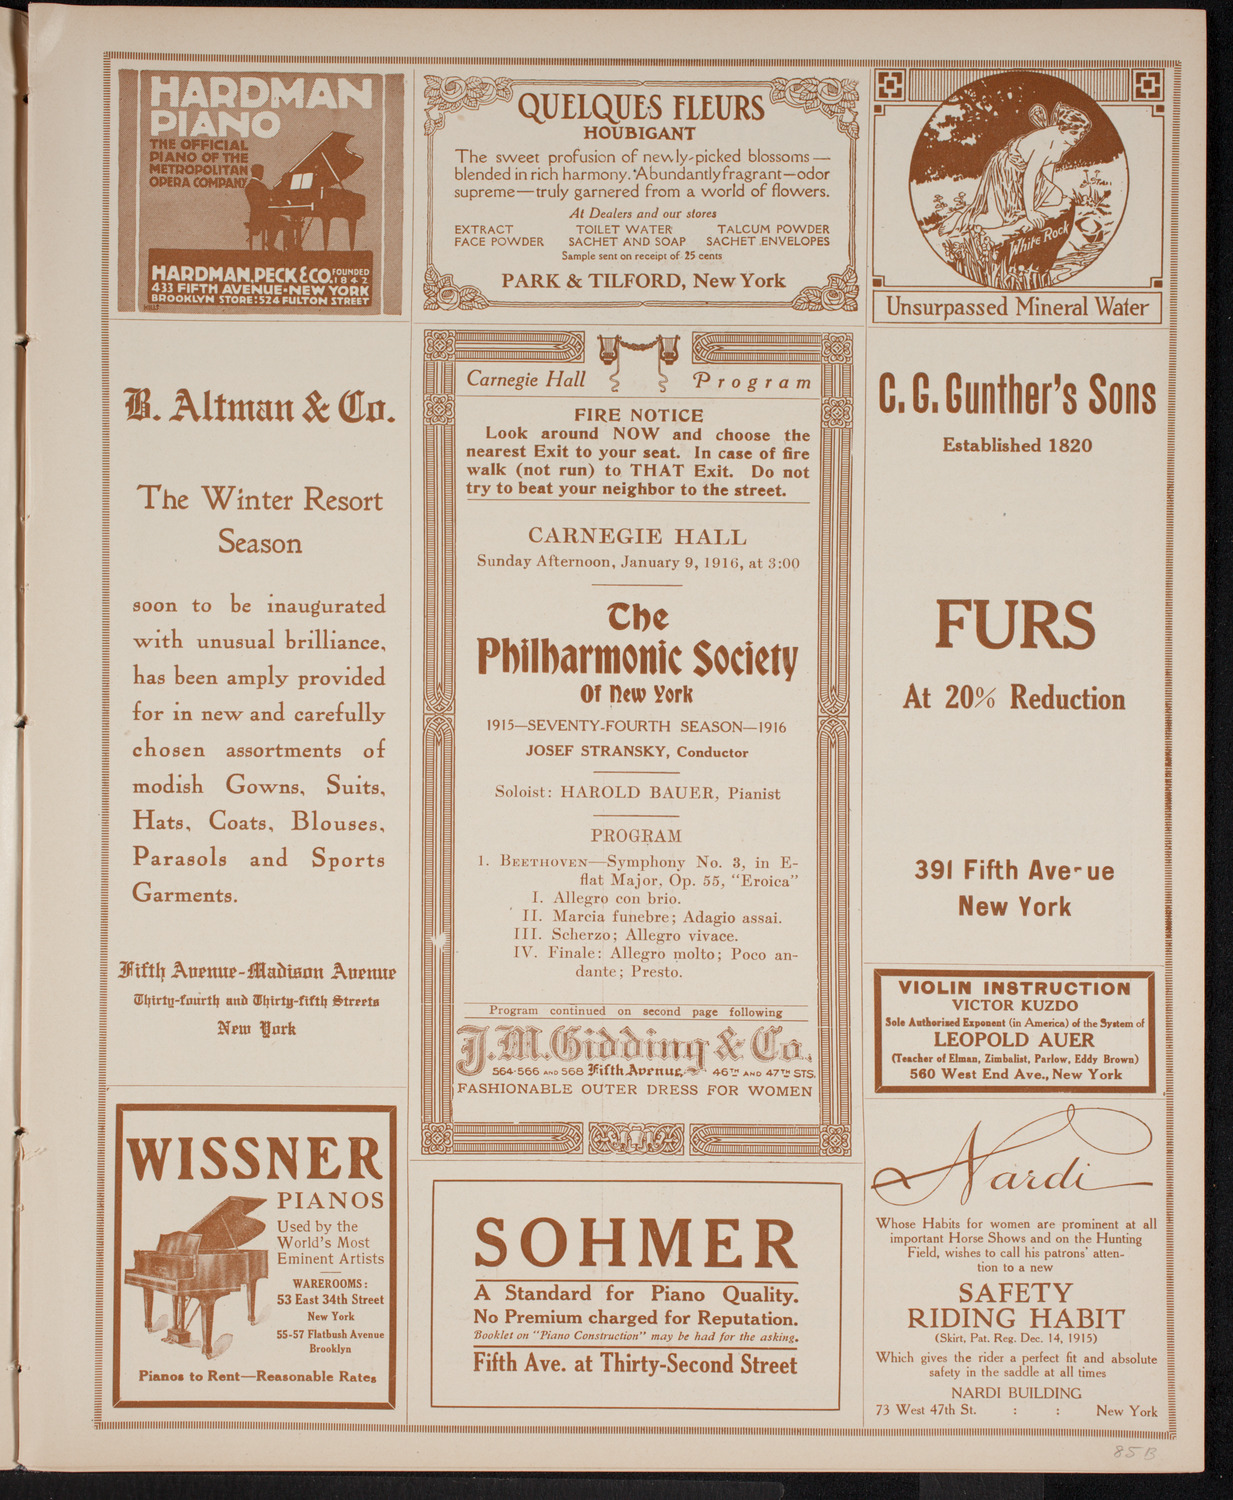 HARDMAN
PIANO
THE OFFICIAL
PIANO OF THE
METROPOLITAN
OPERA COMPANY
HARDMAN, PECK & CO. FOUNDED 1842
433 FIFTH AVENUE·NEW YORK
BROOKLYN STORE: 524 FULTON STREET
QUELQUES FLEURS
HOUBIGANT
The sweet profusion of newly-picked blossoms—
blended in rich harmony. Abundantly fragrant—odor
supreme—truly garnered from a world of flowers.
At Dealers and our stores
EXTRACT TOILET WATER TALCUM POWDER
FACE POWDER SACHET AND SOAP SACHET ENVELOPES
Sample sent on receipt of 25 cents
PARK & TILFORD, New York
White Rock
Unsurpassed Mineral Water
B. Altman & Co.
The Winter Resort
Season
soon to be inaugurated
with unusual brilliance,
has been amply provided
for in new and carefully
chosen assortments of
modish Gowns, Suits,
Hats, Coats, Blouses,
Parasols and Sports
Garments.
Fifth Avenue-Madison Avenue
Thirty-fourth and Thirty-fifth Streets
New York
Carnegie Hall Program
FIRE NOTICE
Look around NOW and choose the
nearest Exit to your seat. In case of fire
walk (not run) to THAT Exit. Do not
try to beat your neighbor to the street.
CARNEGIE HALL
Sunday Afternoon, January 9, 1916, at 3:00
The
Philharmonic Society
Of New York
1915—SEVENTY-FOURTH SEASON—1916
JOSEF STRANSKY, Conductor
Soloist: HAROLD BAUER, Pianist
PROGRAM
1. BEETHOVEN—Symphony No. 3, in E-
flat Major, Op. 55, "Eroica"
I. Allegro con brio.
II. Marcia funebre; Adagio assai.
III. Scherzo; Allegro vivace.
IV. Finale: Allegro molto; Poco an-
dante; Presto.
Program continued on second page following
J. M. Gidding & Co.
564-566 AND 568 Fifth Avenue, 46TH AND 47TH STS.
FASHIONABLE OUTER DRESS FOR WOMEN
C. G. Gunther's Sons
Established 1820
FURS
At 20% Reduction
391 Fifth Ave-ue
New York
VIOLIN INSTRUCTION
VICTOR KUZDO
Sole Authorized Exponent (in America) of the System of
LEOPOLD AUER
(Teacher of Elman, Zimbalist, Parlow, Eddy Brown)
560 West End Ave., New York
WISSNER
PIANOS
Used by the
World's Most
Eminent Artists
WAREROOMS:
53 East 34th Street
New York
55-57 Flatbush Avenue
Brooklyn
Pianos to Rent—Reasonable Rates
SOHMER
A Standard for Piano Quality.
No Premium charged for Reputation.
Booklet on "Piano Construction" may be had for the asking.
Fifth Ave. at Thirty-Second Street
Nardi
Whose Habits for women are prominent at all
important Horse Shows and on the Hunting
Field, wishes to call his patrons' atten-
tion to a new
SAFETY
RIDING HABIT
(Skirt, Pat. Reg. Dec. 14, 1915)
Which gives the rider a perfect fit and absolute
safety in the saddle at all times
NARDI BUILDING
73 West 47th St. : : New York
85B